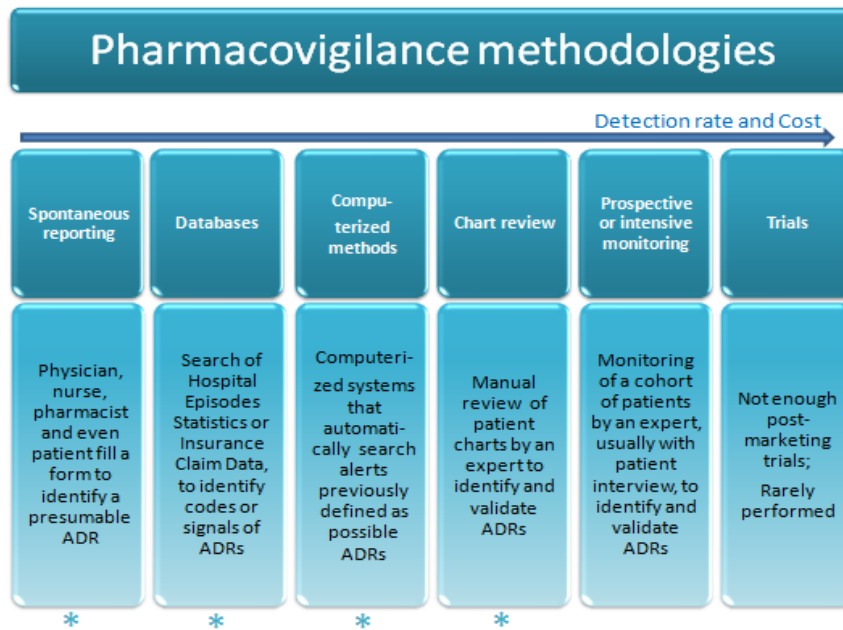 Pharmacovigilance methodologies
Detection rate and Cost
Spontaneous
reporting
Databases
Compu-
terized
methods
Chart review
Prospective
or intensive
monitoring
Trials
Physician,
nurse,
pharmacist
and even
patient fill a
form to
identify a
presumable
ADR
Search of
Hospital
Episodes
Statistics or
Insurance
Claim Data,
to identify
codes or
signals of
ADRs
Computeri-
zed systems
that
automati-
cally search
alerts
previously
defined as
possible
ADRs
Manual
review of
patient
charts by an
expert to
identify and
validate
ADRs
Monitoring
of a cohort
of patients
by an expert,
usually with
patient
interview, to
identify and
validate
ADRs
Not enough
post-
marketing
trials;
Rarely
performed
* * * *